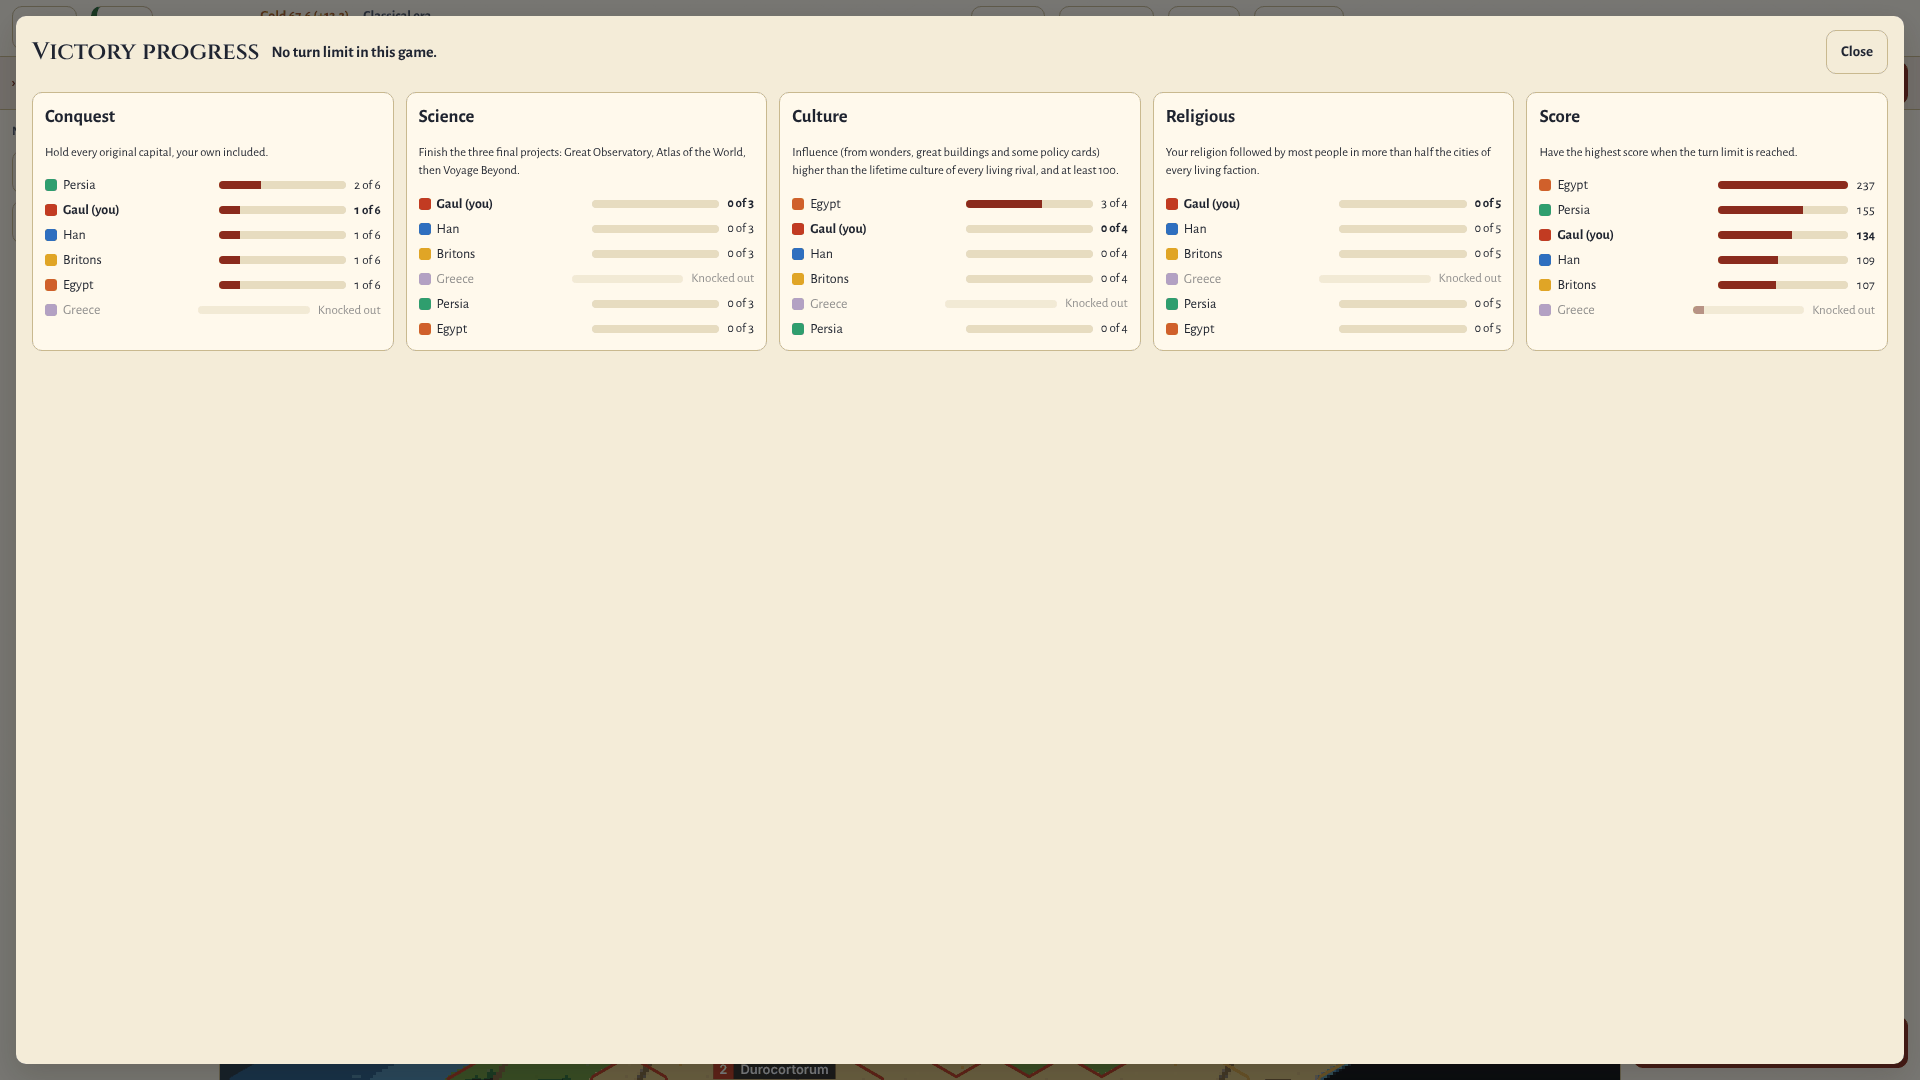 Victory progress No turn limit in this game.
Close
Conquest
Hold every original capital, your own included.
Persia 2 of 6
Gaul (you) 1 of 6
Han 1 of 6
Britons 1 of 6
Egypt 1 of 6
Greece Knocked out
Science
Finish the three final projects: Great Observatory, Atlas of the World,
then Voyage Beyond.
Gaul (you) 0 of 3
Han 0 of 3
Britons 0 of 3
Greece Knocked out
Persia 0 of 3
Egypt 0 of 3
Culture
Influence (from wonders, great buildings and some policy cards)
higher than the lifetime culture of every living rival, and at least 100.
Egypt 3 of 4
Gaul (you) 0 of 4
Han 0 of 4
Britons 0 of 4
Greece Knocked out
Persia 0 of 4
Religious
Your religion followed by most people in more than half the cities of
every living faction.
Gaul (you) 0 of 5
Han 0 of 5
Britons 0 of 5
Greece Knocked out
Persia 0 of 5
Egypt 0 of 5
Score
Have the highest score when the turn limit is reached.
Egypt 237
Persia 155
Gaul (you) 134
Han 109
Britons 107
Greece Knocked out
2 Durocortorum